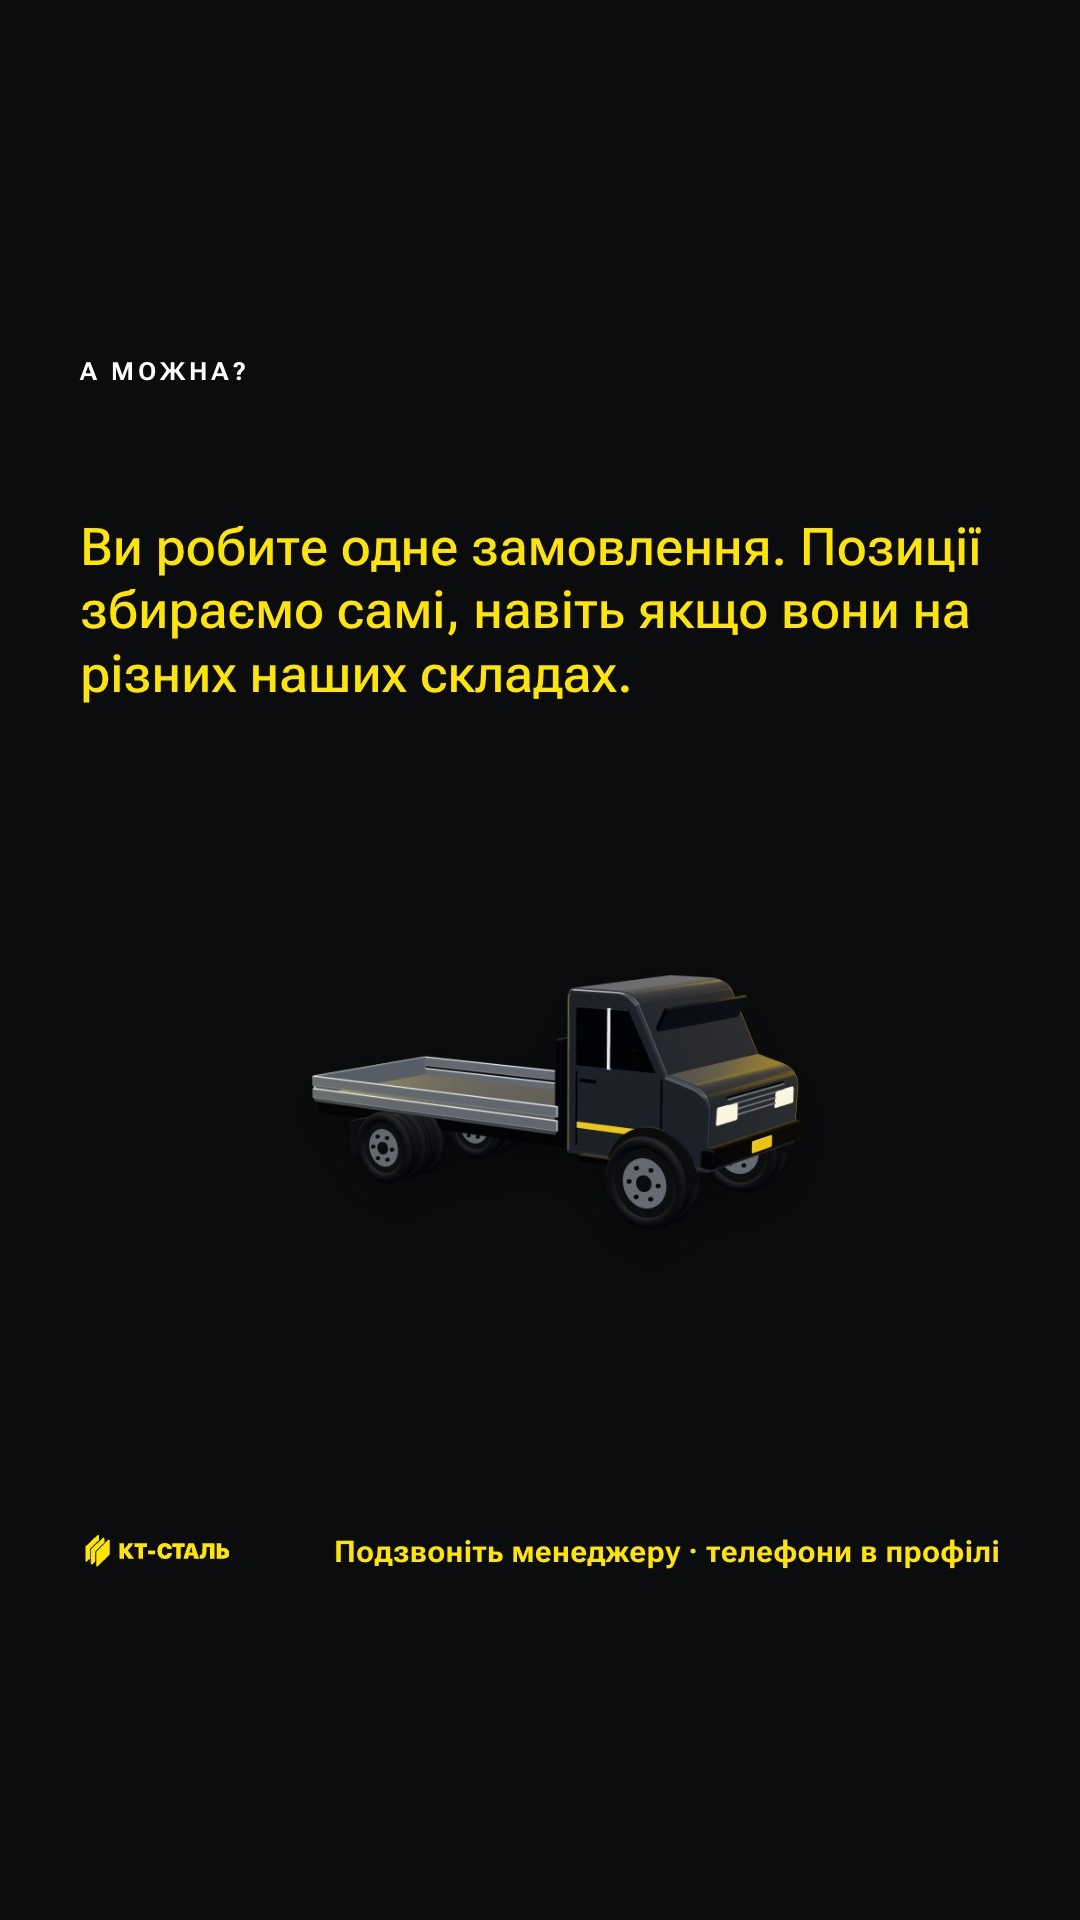 А МОЖНА?
Ви робите одне замовлення. Позиції
збираємо самі, навіть якщо вони на
різних наших складах.
КТ-СТАЛЬ
Подзвоніть менеджеру · телефони в профілі